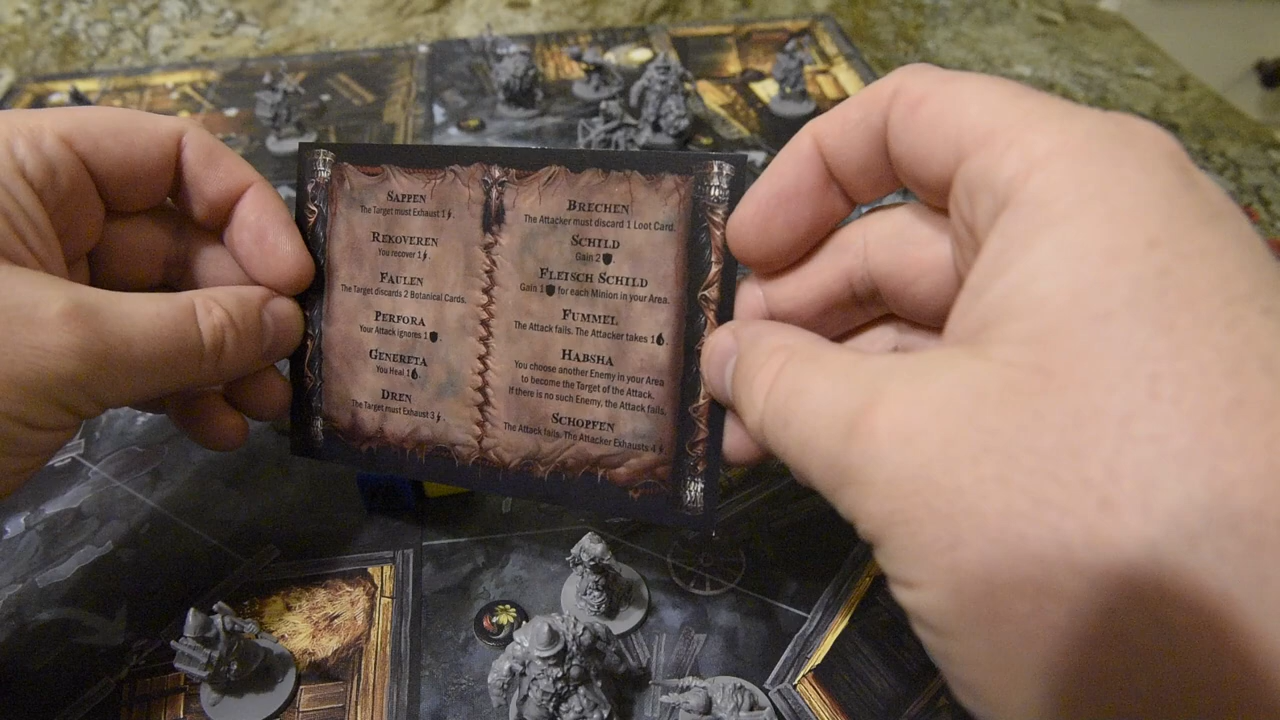 SAPPEN
The Target must Exhaust 1.
REKOVEREN
You recover 1.
FAULEN
The Target discards 2 Botanical Cards.
PERFORA
Your Attack ignores 1.
GENERETA
You Heal 1.
DREN
The Target must Exhaust 3.
BRECHEN
The Attacker must discard 1 Loot Card.
SCHILD
Gain 2.
FLEISCH SCHILD
Gain 1 for each Minion in your Area.
FUMMEL
The Attack fails. The Attacker takes 1.
HABSHA
You choose another Enemy in your Area
to become the Target of the Attack.
If there is no such Enemy, the Attack fails.
SCHOPFEN
The Attack fails. The Attacker Exhausts 4.